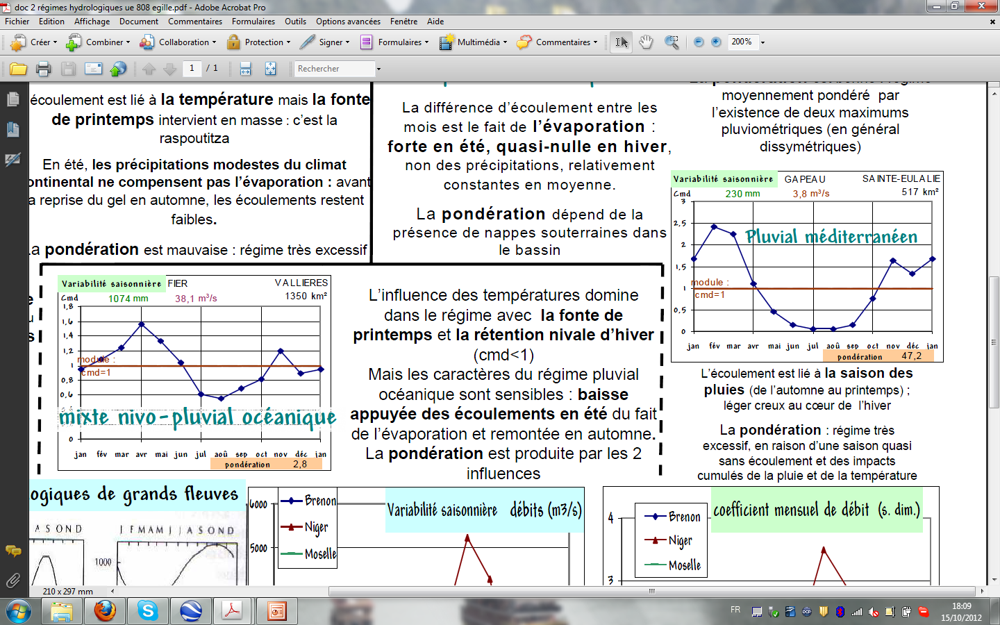 doc 2 régimes hydrologiques ue 808 egille.pdf - Adobe Acrobat Pro
Fichier Edition Affichage Document Commentaires Formulaires Outils Options avancées Fenêtre Aide
Créer Combiner Collaboration Protection Signer Formulaires Multimédia Commentaires 200%
1 / 1 Rechercher
écoulement est lié à la température mais la fonte
de printemps intervient en masse : c'est la
raspoutitza
En été, les précipitations modestes du climat
ontinental ne compensent pas l'évaporation : avant
a reprise du gel en automne, les écoulements restent
faibles.
La pondération est mauvaise : régime très excessif
La différence d'écoulement entre les
mois est le fait de l'évaporation :
forte en été, quasi-nulle en hiver,
non des précipitations, relativement
constantes en moyenne.
La pondération dépend de la
présence de nappes souterraines dans
le bassin
moyennement pondéré par
l'existence de deux maximums
pluviométriques (en général
dissymétriques)
Variabilité saisonnière GAPEAU SAINTE-EULALIE
Cmd 230 mm 3,8 m³/s 517 km²
3
2,5
2
1,5
1
0,5
0
Pluvial méditerranéen
module :
cmd=1
jan fév mar avr mai jun jul aoû sep oct nov déc jan
pondération 47,2
L'écoulement est lié à la saison des
pluies (de l'automne au printemps) ;
léger creux au cœur de l'hiver
La pondération : régime très
excessif, en raison d'une saison quasi
sans écoulement et des impacts
cumulés de la pluie et de la température
e
u
s
Variabilité saisonnière FIER VALLIERES
Cmd 1074 mm 38,1 m³/s 1350 km²
1,8
1,6
1,4
1,2
1
0,8
0,6
0
module :
cmd=1
mixte nivo-pluvial océanique
jan fév mar avr mai jun jul aoû sep oct nov déc jan
pondération 2,8
L'influence des températures domine
dans le régime avec la fonte de
printemps et la rétention nivale d'hiver
(cmd<1)
Mais les caractères du régime pluvial
océanique sont sensibles : baisse
appuyée des écoulements en été du fait
de l'évaporation et remontée en automne.
La pondération est produite par les 2
influences
ogiques de grands fleuves
A S O N D
J F M A M J J A S O N D
1000
6000
5000
Brenon
Niger
Moselle
Variabilité saisonnière débits (m3/s)
4
3
Brenon
Niger
Moselle
coefficient mensuel de débit (s. dim.)
210 x 297 mm
FR 18:09
15/10/2012